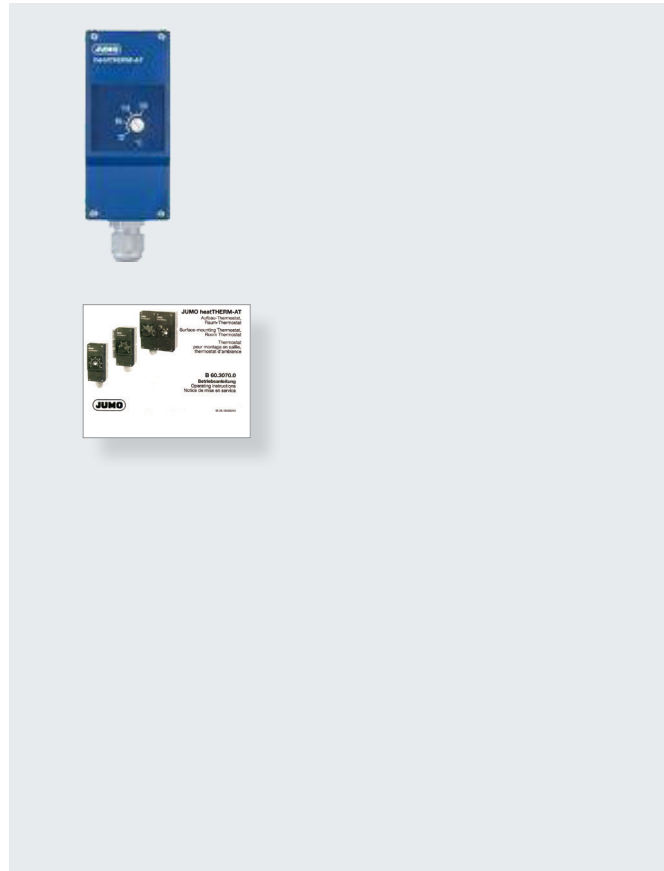 JUMO
heatTHERM-AT
°C
JUMO heatTHERM-AT
Aufbau-Thermostat,
Raum-Thermostat
Surface-mounting Thermostat,
Room Thermostat
Thermostat
pour montage en saillie,
thermostat d'ambiance
B 60.3070.0
Betriebsanleitung
Operating Instructions
Notice de mise en service
JUMO